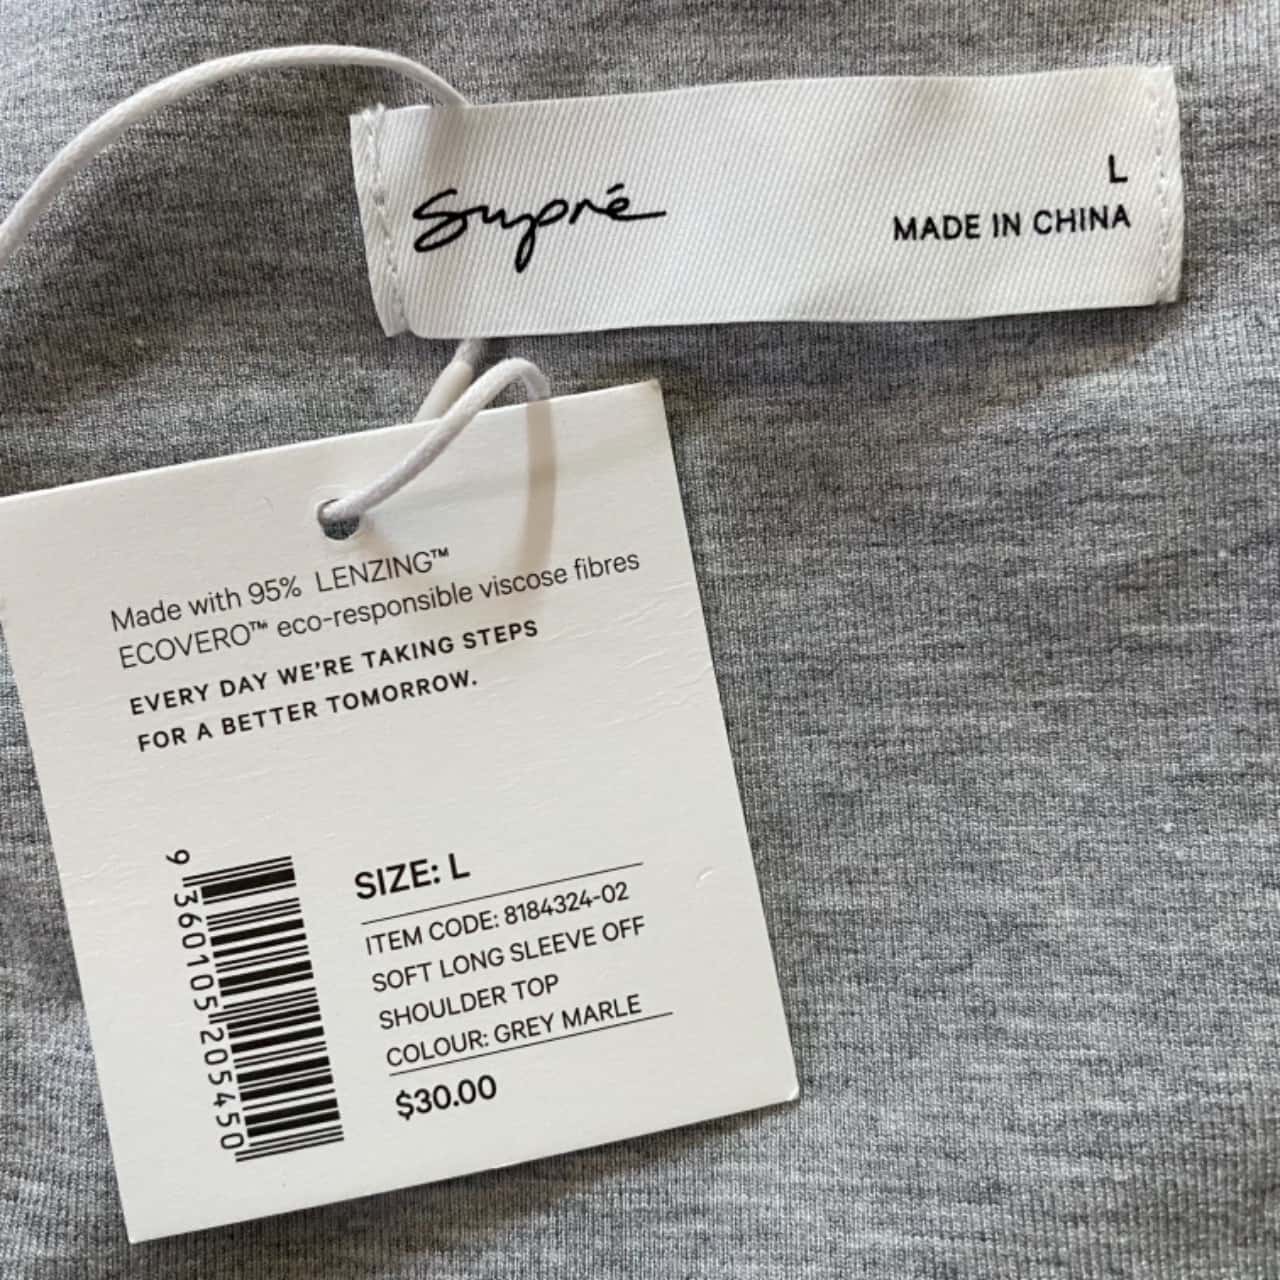 Supré
L
MADE IN CHINA
Made with 95% LENZING™
ECOVERO™ eco-responsible viscose fibres
EVERY DAY WE'RE TAKING STEPS
FOR A BETTER TOMORROW.
9 360105 205450
SIZE: L
ITEM CODE: 8184324-02
SOFT LONG SLEEVE OFF
SHOULDER TOP
COLOUR: GREY MARLE
$30.00